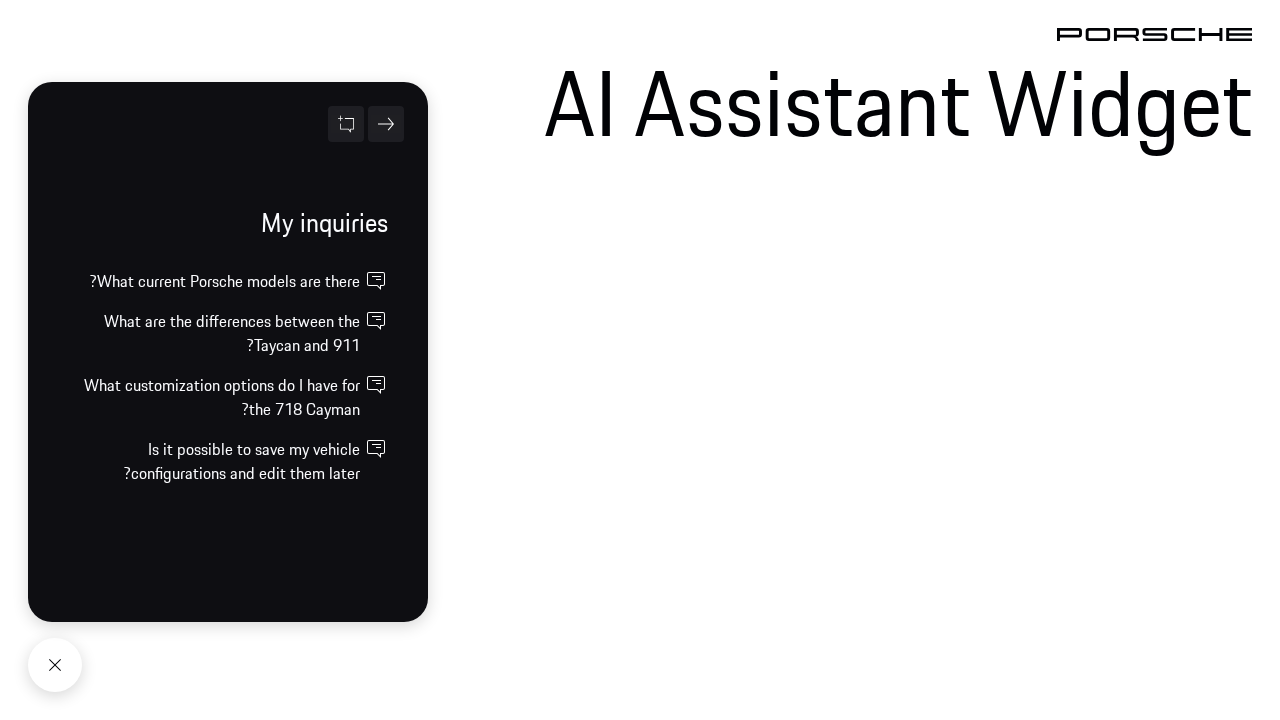 PORSCHE
AI Assistant Widget
My inquiries
What current Porsche models are there?
What are the differences between the
Taycan and 911?
What customization options do I have for
the 718 Cayman?
Is it possible to save my vehicle
configurations and edit them later?